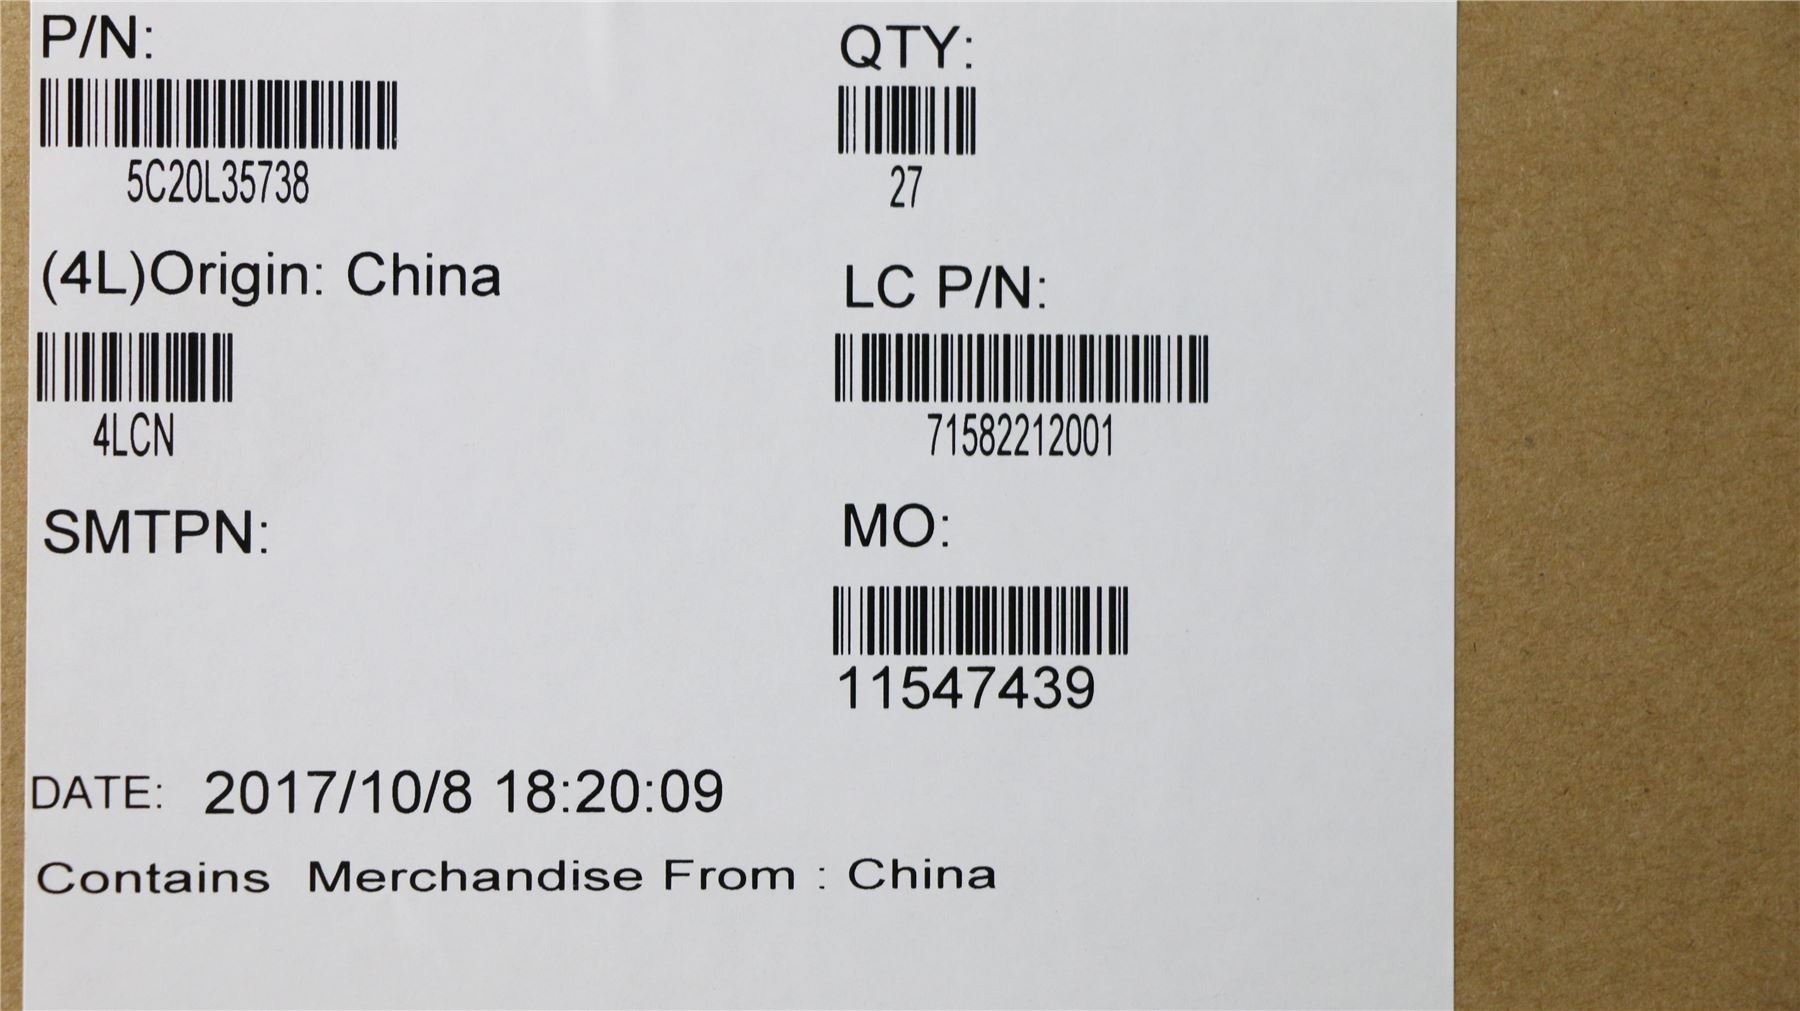 P/N:
5C20L35738
QTY:
27
(4L)Origin: China
4LCN
LC P/N:
71582212001
SMTPN:
MO:
11547439
DATE: 2017/10/8 18:20:09
Contains Merchandise From : China